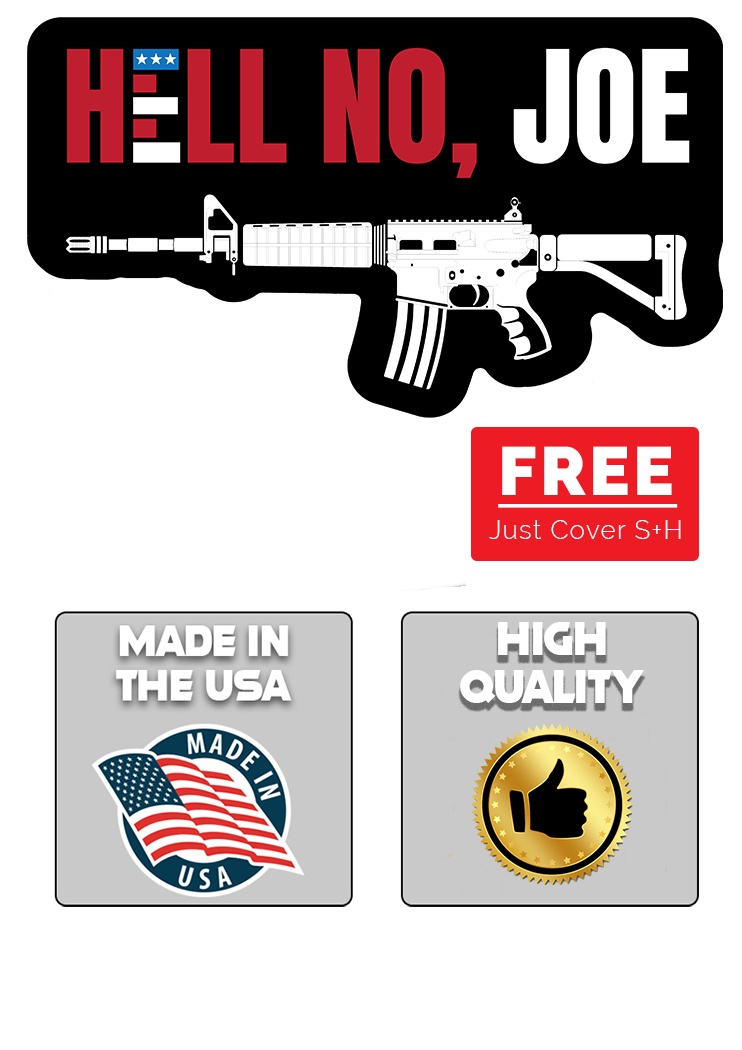 HELL NO, JOE
FREE
Just Cover S+H
MADE IN
THE USA
MADE IN
USA
HIGH
QUALITY